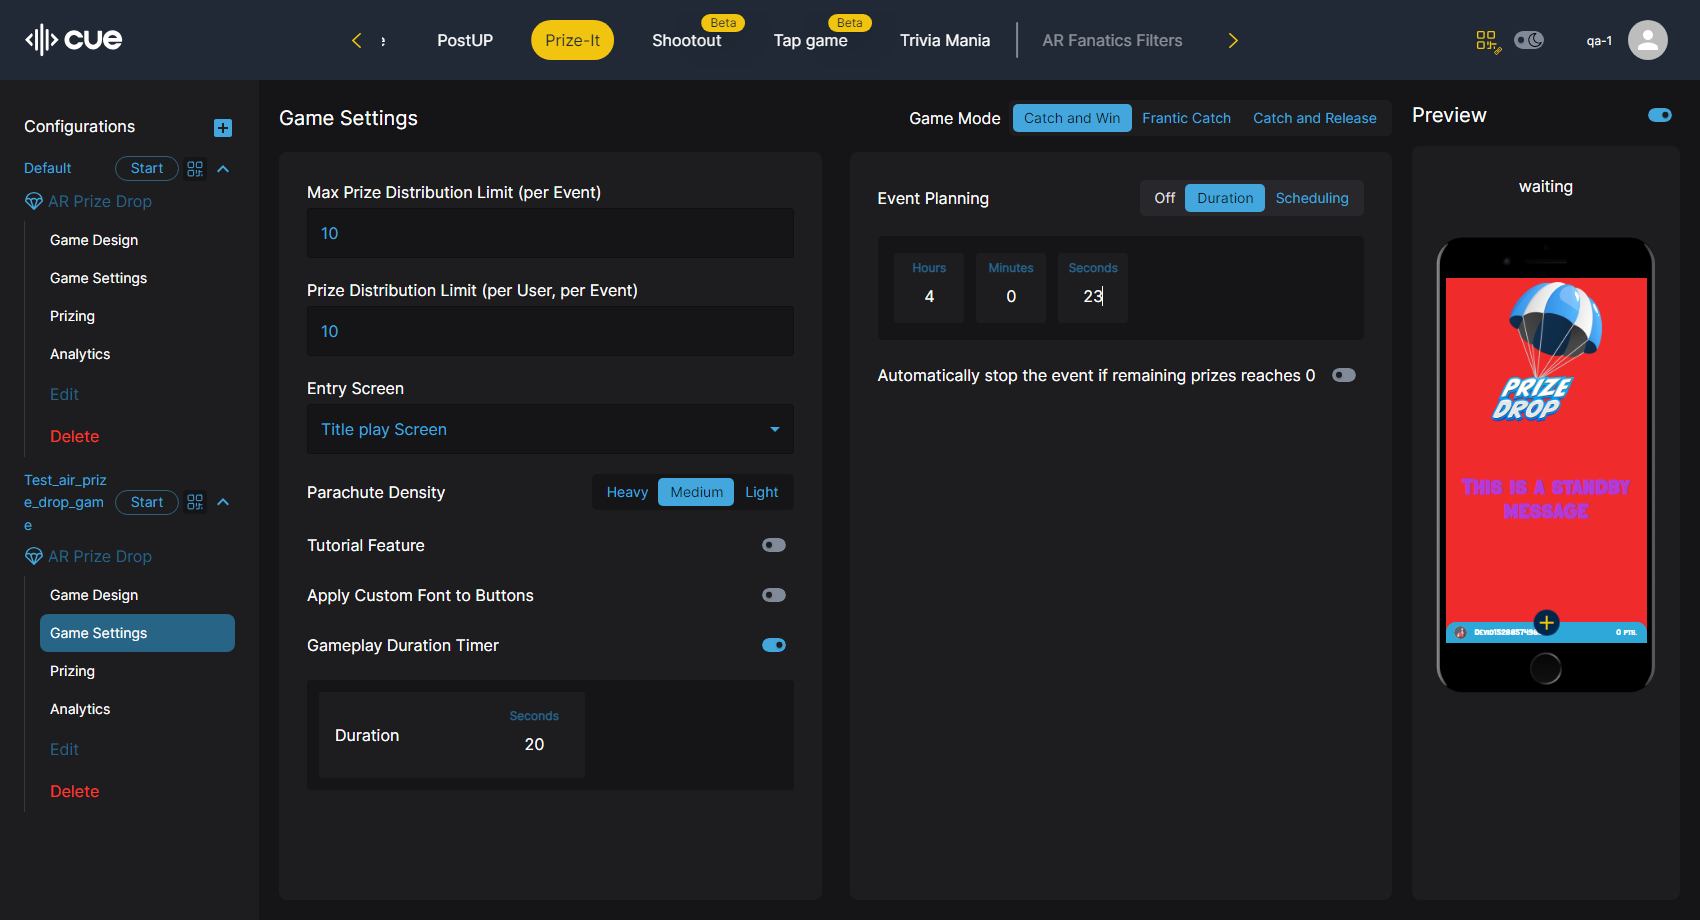 cue
PostUP
Prize-It
Shootout
Beta
Tap game
Beta
Trivia Mania
AR Fanatics Filters
qa-1
Configurations
Default
Start
AR Prize Drop
Game Design
Game Settings
Prizing
Analytics
Edit
Delete
Test_air_priz
e_drop_gam
e
Start
AR Prize Drop
Game Design
Game Settings
Prizing
Analytics
Edit
Delete
Game Settings
Game Mode
Catch and Win
Frantic Catch
Catch and Release
Max Prize Distribution Limit (per Event)
10
Prize Distribution Limit (per User, per Event)
10
Entry Screen
Title play Screen
Parachute Density
Heavy
Medium
Light
Tutorial Feature
Apply Custom Font to Buttons
Gameplay Duration Timer
Duration
Seconds
20
Event Planning
Off
Duration
Scheduling
Hours
4
Minutes
0
Seconds
23
Automatically stop the event if remaining prizes reaches 0
Preview
waiting
PRIZE
DROP
THIS IS A STANDBY
MESSAGE
0 PTS.